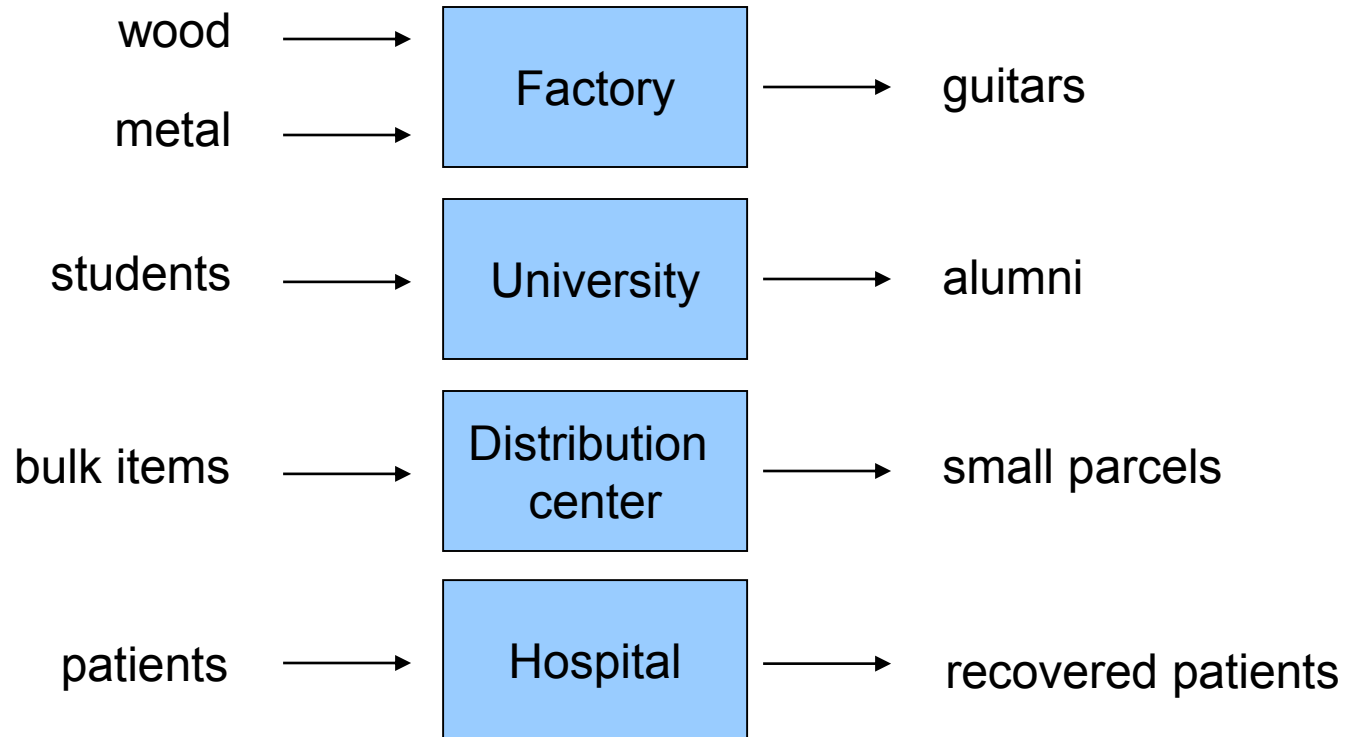 wood
metal
Factory
guitars
students
University
alumni
bulk items
Distribution
center
small parcels
patients
Hospital
recovered patients